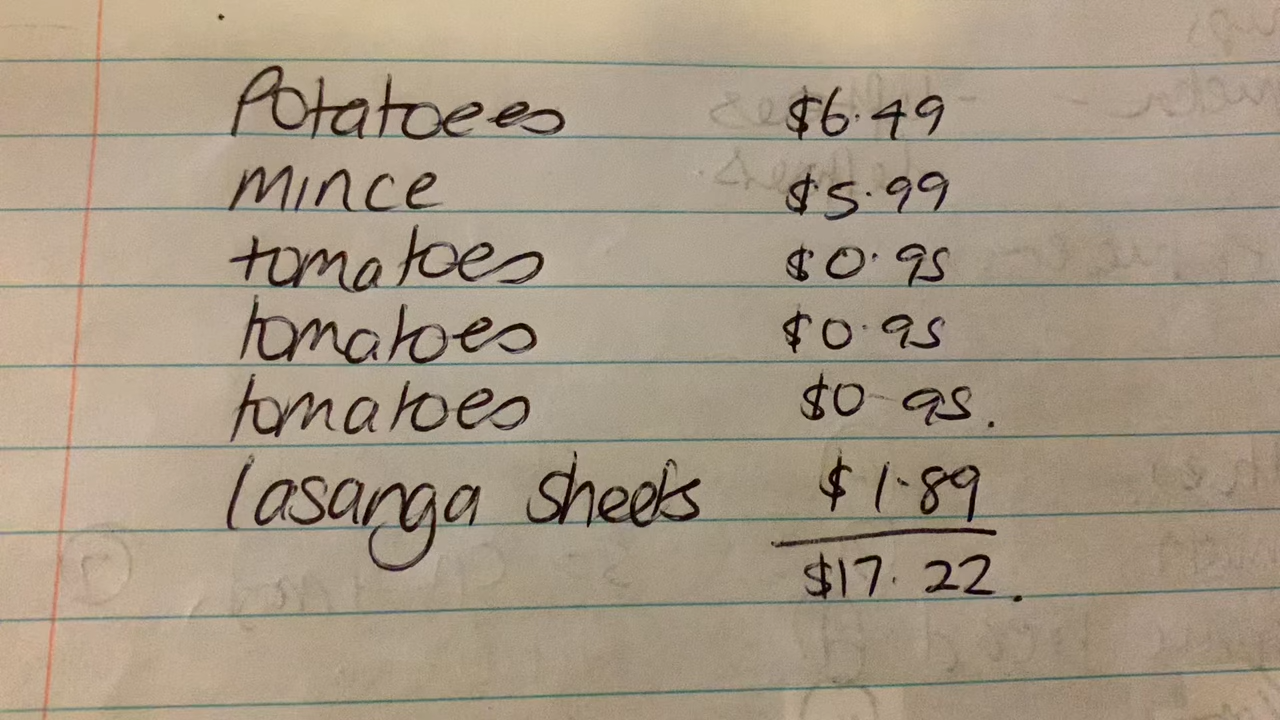 Potatoees $6.49
mince $5.99
tomatoes $0.95
tomatoes $0.95
tomatoes $0.95.
lasanga sheets $1.89
$17.22.